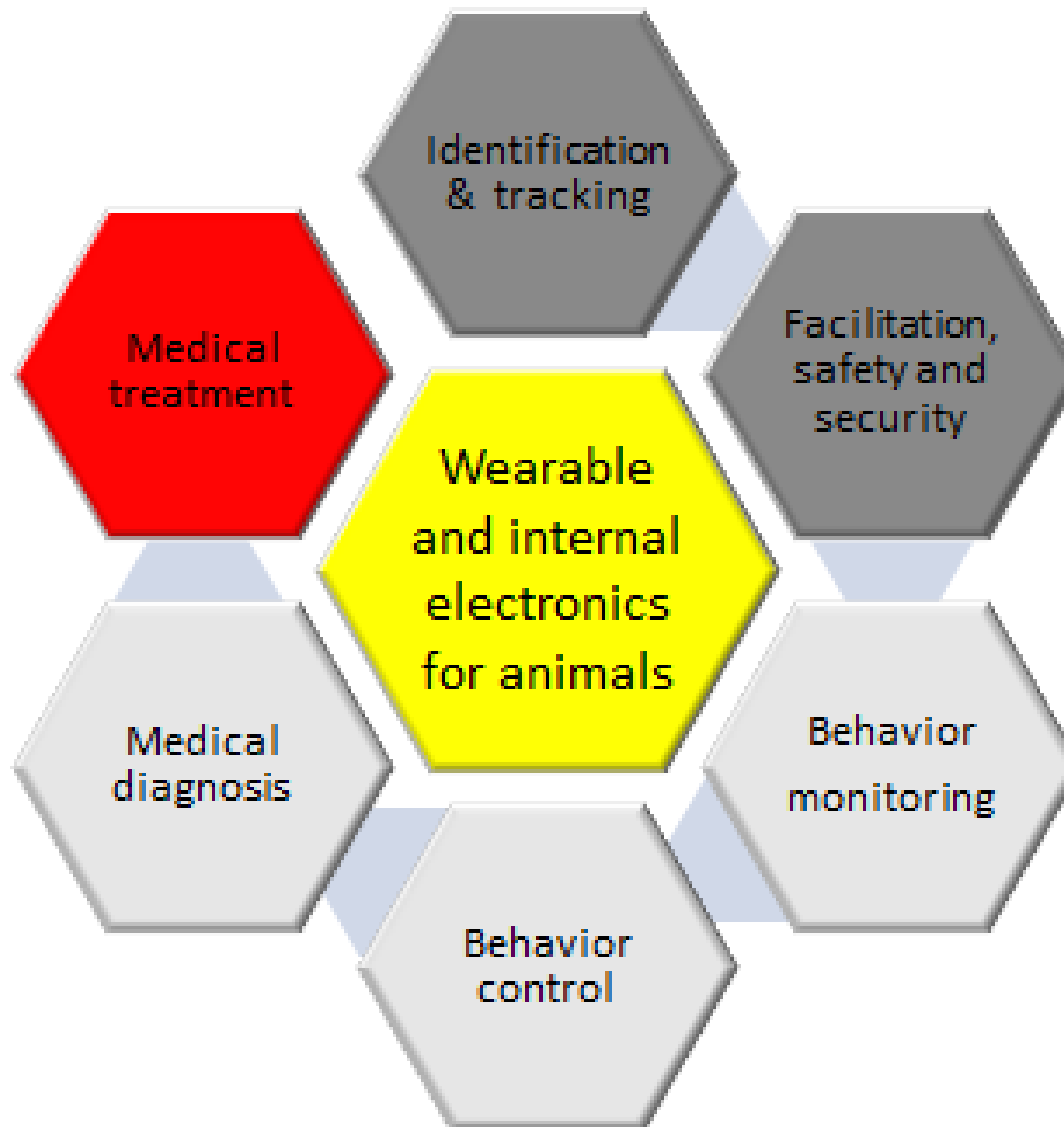 Identification
& tracking
Facilitation,
safety and
security
Medical
treatment
Wearable
and internal
electronics
for animals
Behavior
monitoring
Medical
diagnosis
Behavior
control